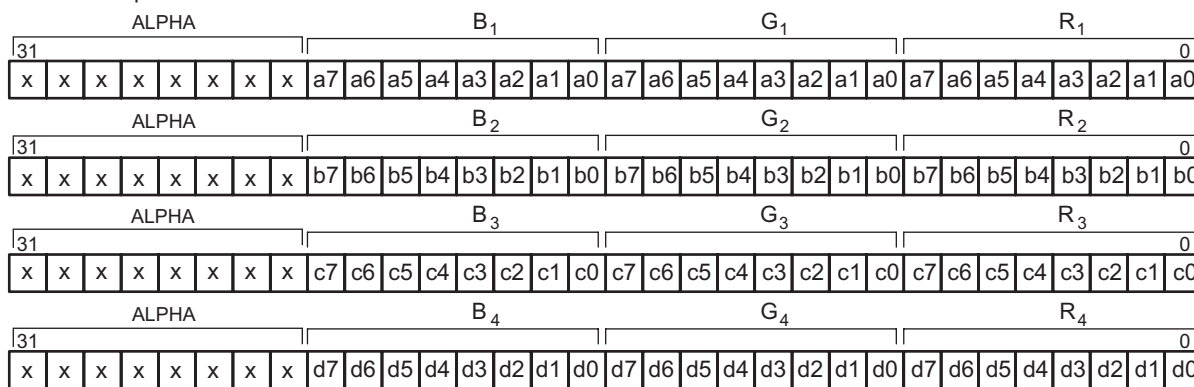 ALPHA B1 G1 R1
31 0
x x x x x x x x a7 a6 a5 a4 a3 a2 a1 a0 a7 a6 a5 a4 a3 a2 a1 a0 a7 a6 a5 a4 a3 a2 a1 a0
ALPHA B2 G2 R2
31 0
x x x x x x x x b7 b6 b5 b4 b3 b2 b1 b0 b7 b6 b5 b4 b3 b2 b1 b0 b7 b6 b5 b4 b3 b2 b1 b0
ALPHA B3 G3 R3
31 0
x x x x x x x x c7 c6 c5 c4 c3 c2 c1 c0 c7 c6 c5 c4 c3 c2 c1 c0 c7 c6 c5 c4 c3 c2 c1 c0
ALPHA B4 G4 R4
31 0
x x x x x x x x d7 d6 d5 d4 d3 d2 d1 d0 d7 d6 d5 d4 d3 d2 d1 d0 d7 d6 d5 d4 d3 d2 d1 d0